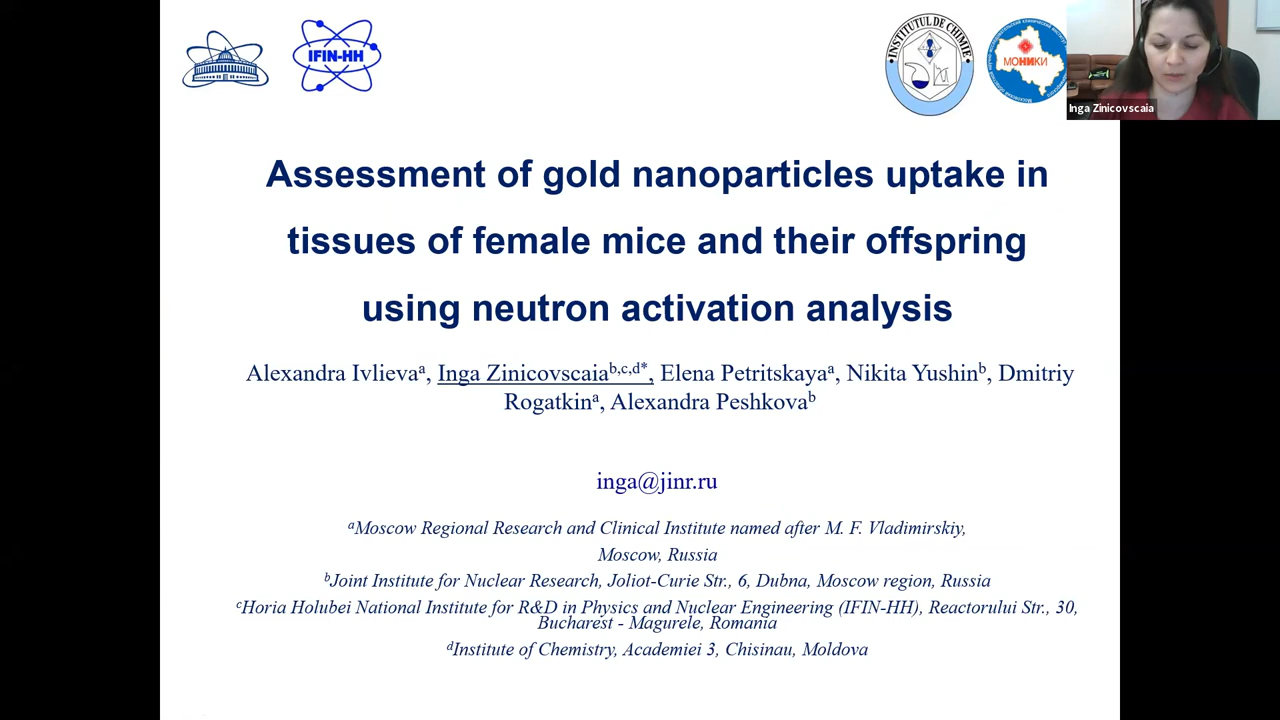 IFIN-HH
INSTITUTUL DE CHIMIE
МОНИКИ
Inga Zinicovscaia
Assessment of gold nanoparticles uptake in
tissues of female mice and their offspring
using neutron activation analysis
Alexandra Ivlievaᵃ, Inga Zinicovscaiaᵇ,ᶜ,ᵈ*, Elena Petritskayaᵃ, Nikita Yushinᵇ, Dmitriy
Rogatkinᵃ, Alexandra Peshkovaᵇ
inga@jinr.ru
ᵃMoscow Regional Research and Clinical Institute named after M. F. Vladimirskiy,
Moscow, Russia
ᵇJoint Institute for Nuclear Research, Joliot-Curie Str., 6, Dubna, Moscow region, Russia
ᶜHoria Holubei National Institute for R&D in Physics and Nuclear Engineering (IFIN-HH), Reactorului Str., 30,
Bucharest - Magurele, Romania
ᵈInstitute of Chemistry, Academiei 3, Chisinau, Moldova